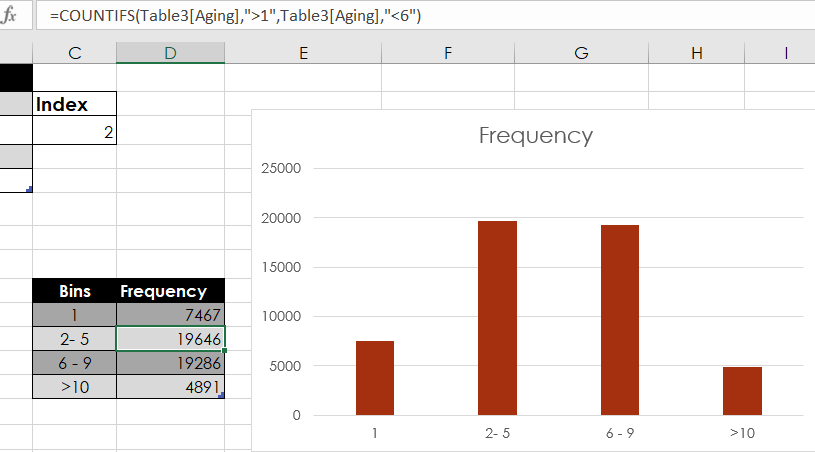 fx =COUNTIFS(Table3[Aging],">1",Table3[Aging],"<6")
C D E F G H I
Index
2
Frequency
25000
20000
15000
10000
5000
0
1 2- 5 6 - 9 >10
Bins Frequency
1 7467
2- 5 19646
6 - 9 19286
>10 4891